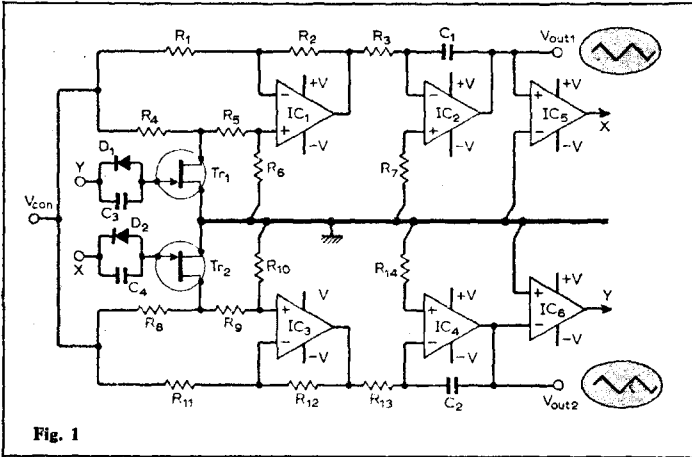 R1 R2 R3 C1 Vout1
+V +V +V
IC1 IC2 IC5
-V -V -V
X
R4 R5
D1
Y
C3
Tr1
R6
R7
Vcon
D2
X
C4
Tr2
R10
R14
R8 R9
V +V +V
IC3 IC4 IC6
-V -V -V
Y
R11 R12 R13 C2 Vout2
Fig. 1